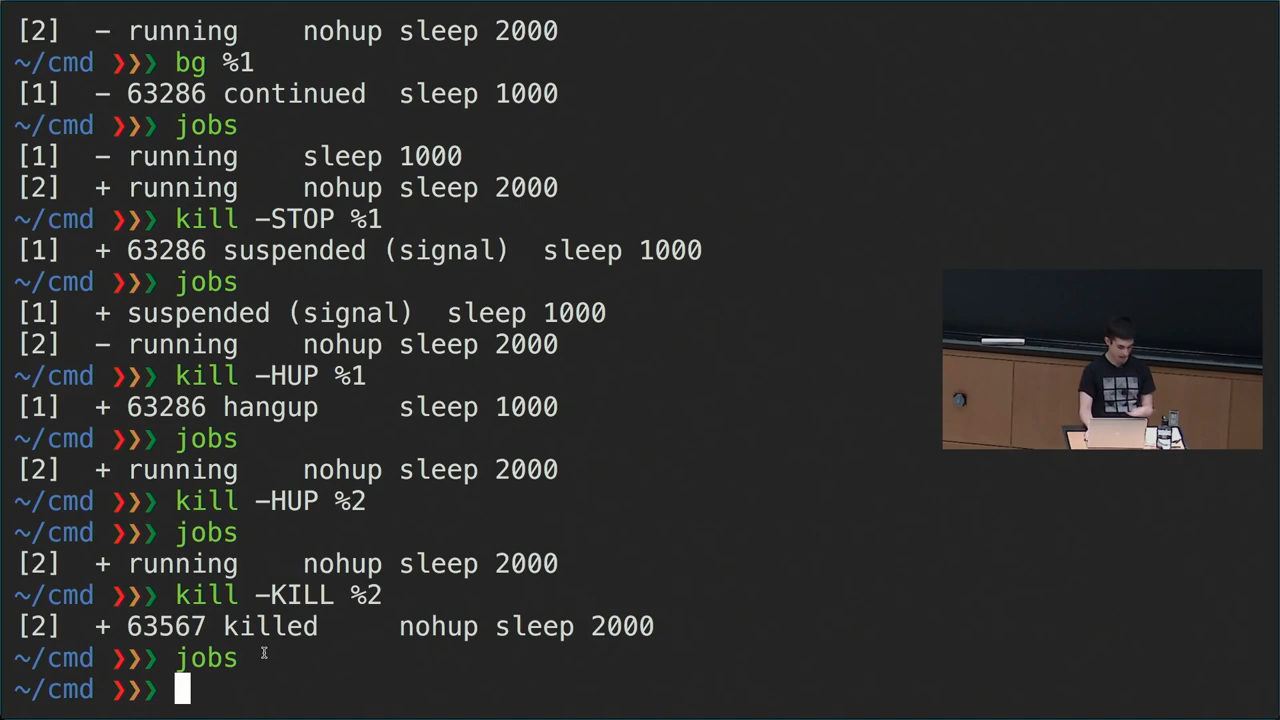 [2]  - running    nohup sleep 2000
~/cmd ❯❯❯ bg %1
[1]  - 63286 continued  sleep 1000
~/cmd ❯❯❯ jobs
[1]  - running    sleep 1000
[2]  + running    nohup sleep 2000
~/cmd ❯❯❯ kill -STOP %1
[1]  + 63286 suspended (signal)  sleep 1000
~/cmd ❯❯❯ jobs
[1]  + suspended (signal)  sleep 1000
[2]  - running    nohup sleep 2000
~/cmd ❯❯❯ kill -HUP %1
[1]  + 63286 hangup     sleep 1000
~/cmd ❯❯❯ jobs
[2]  + running    nohup sleep 2000
~/cmd ❯❯❯ kill -HUP %2
~/cmd ❯❯❯ jobs
[2]  + running    nohup sleep 2000
~/cmd ❯❯❯ kill -KILL %2
[2]  + 63567 killed     nohup sleep 2000
~/cmd ❯❯❯ jobs
~/cmd ❯❯❯